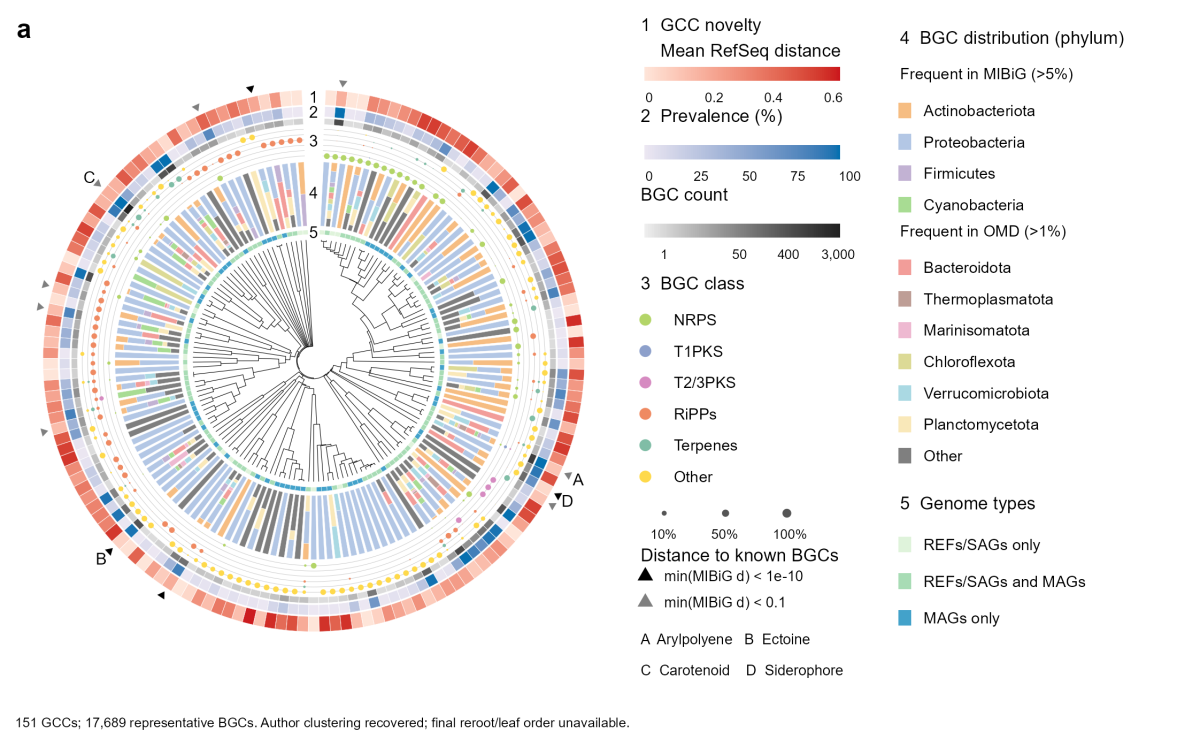 a
1
2
3
4
5
C
B
A
D
1 GCC novelty
Mean RefSeq distance
0 0.2 0.4 0.6
2 Prevalence (%)
0 25 50 75 100
BGC count
1 50 400 3,000
3 BGC class
NRPS
T1PKS
T2/3PKS
RiPPs
Terpenes
Other
10% 50% 100%
Distance to known BGCs
min(MIBiG d) < 1e-10
min(MIBiG d) < 0.1
A Arylpolyene B Ectoine
C Carotenoid D Siderophore
4 BGC distribution (phylum)
Frequent in MIBiG (>5%)
Actinobacteriota
Proteobacteria
Firmicutes
Cyanobacteria
Frequent in OMD (>1%)
Bacteroidota
Thermoplasmatota
Marinisomatota
Chloroflexota
Verrucomicrobiota
Planctomycetota
Other
5 Genome types
REFs/SAGs only
REFs/SAGs and MAGs
MAGs only
151 GCCs; 17,689 representative BGCs. Author clustering recovered; final reroot/leaf order unavailable.